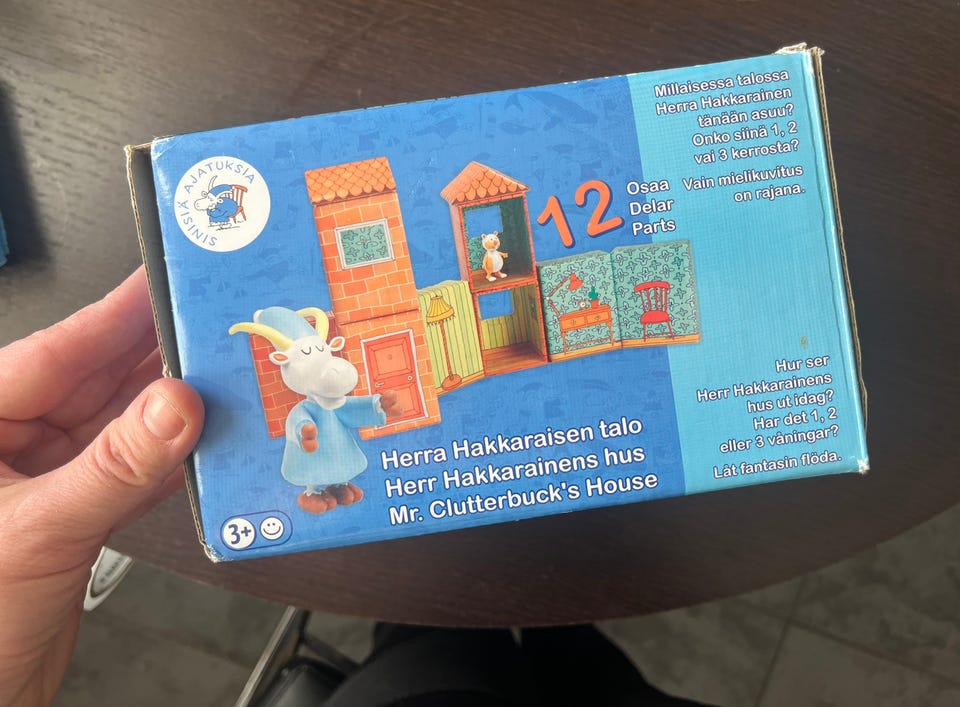 SINISIÄ AJATUKSIA
12
Osaa
Delar
Parts
Millaisessa talossa
Herra Hakkarainen
tänään asuu?
Onko siinä 1, 2
vai 3 kerrosta?
Vain mielikuvitus
on rajana.
Hur ser
Herr Hakkarainens
hus ut idag?
Har det 1, 2
eller 3 våningar?
Låt fantasin flöda.
Herra Hakkaraisen talo
Herr Hakkarainens hus
Mr. Clutterbuck's House
3+